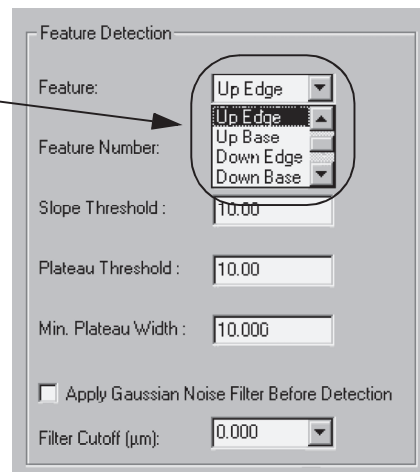 Feature Detection
Feature: Up Edge
Up Edge
Up Base
Feature Number:
Down Edge
Down Base
Slope Threshold : 10.00
Plateau Threshold : 10.00
Min. Plateau Width : 10.000
Apply Gaussian Noise Filter Before Detection
Filter Cutoff (µm): 0.000